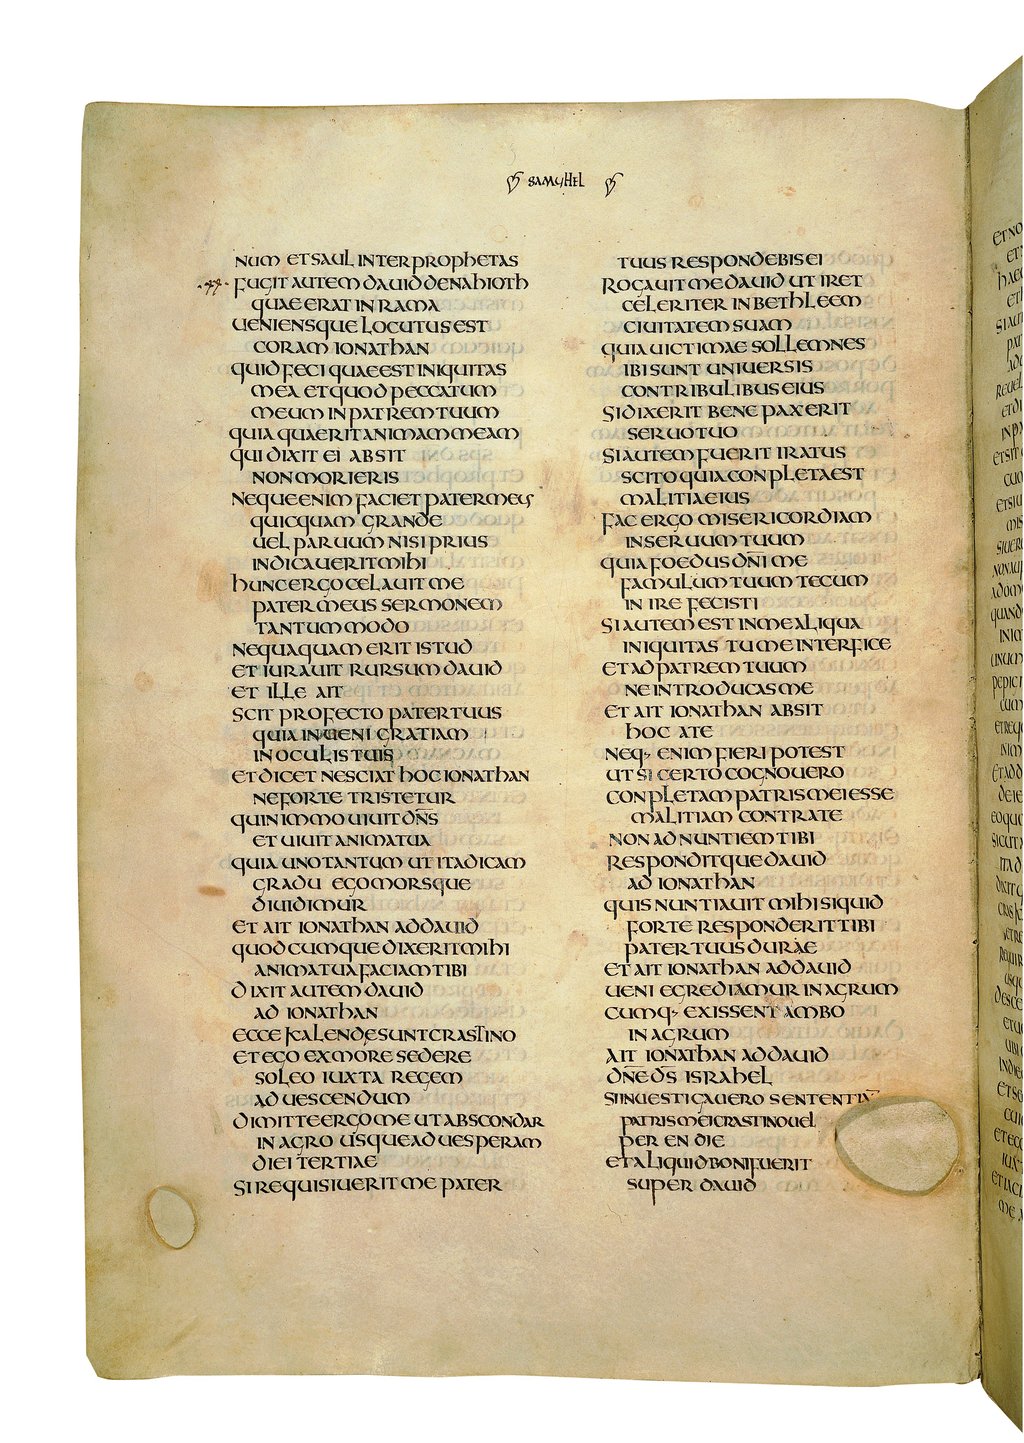 SAMUHEL
NUM ET SAUL INTER PROPHETAS
FUGIT AUTEM DAUID DE NAHIOTH
QUAE ERAT IN RAMA
UENIENSQUE LOCUTUS EST
CORAM IONATHAN
QUID FECI QUAE EST INIQUITAS
MEA ET QUOD PECCATUM
MEUM IN PATREM TUUM
QUIA QUAERIT ANIMAM MEAM
QUI DIXIT EI ABSIT
NON MORIERIS
NEQUE ENIM FACIET PATER MEUS
QUICQUAM GRANDE
UEL PARUUM NISI PRIUS
INDICAUERIT MIHI
HUNC ERGO CELAUIT ME
PATER MEUS SERMONEM
TANTUM MODO
NEQUAQUAM ERIT ISTUD
ET IURAUIT RURSUM DAUID
ET ILLE AIT
SCIT PROFECTO PATER TUUS
QUIA INUENI GRATIAM
IN OCULIS TUIS
ET DICET NESCIAT HOC IONATHAN
NE FORTE TRISTETUR
QUIN IMMO UIUIT DN̄S
ET UIUIT ANIMA TUA
QUIA UNO TANTUM UT ITA DICAM
GRADU EGO MORSQUE
DIUIDIMUR
ET AIT IONATHAN AD DAUID
QUODCUMQUE DIXERIT MIHI
ANIMA TUA FACIAM TIBI
DIXIT AUTEM DAUID
AD IONATHAN
ECCE KALENDE SUNT CRASTINO
ET EGO EX MORE SEDERE
SOLEO IUXTA REGEM
AD UESCENDUM
DIMITTE ERGO ME UT ABSCONDAR
IN AGRO USQUE AD UESPERAM
DIEI TERTIAE
SI REQUISIUERIT ME PATER
TUUS RESPONDEBIS EI
ROGAUIT ME DAUID UT IRET
CELERITER IN BETHLEEM
CIUITATEM SUAM
QUIA UICTIMAE SOLLEMNES
IBI SUNT UNIUERSIS
CONTRIBULIBUS EIUS
SI DIXERIT BENE PAX ERIT
SERUO TUO
SI AUTEM FUERIT IRATUS
SCITO QUIA CONPLETA EST
MALITIA EIUS
FAC ERGO MISERICORDIAM
IN SERUUM TUUM
QUIA FOEDUS DN̄I ME
FAMULUM TUUM TECUM
INIRE FECISTI
SI AUTEM EST IN ME ALIQUA
INIQUITAS TU ME INTERFICE
ET AD PATREM TUUM
NE INTRODUCAS ME
ET AIT IONATHAN ABSIT
HOC A TE
NEQ; ENIM FIERI POTEST
UT SI CERTO COGNOUERO
CONPLETAM PATRIS MEI ESSE
MALITIAM CONTRA TE
NON ADNUNTIEM TIBI
RESPONDITQUE DAUID
AD IONATHAN
QUIS NUNTIAUIT MIHI SI QUID
FORTE RESPONDERIT TIBI
PATER TUUS DURAE
ET AIT IONATHAN AD DAUID
UENI EGREDIAMUR IN AGRUM
CUMQ; EXISSENT AMBO
IN AGRUM
AIT IONATHAN AD DAUID
DN̄E DS̄ ISRAHEL
SI INUESTIGAUERO SENTENTIĀ
PATRIS MEI CRASTINO UEL
PERENDIE
ET ALIQUID BONI FUERIT
SUPER DAUID